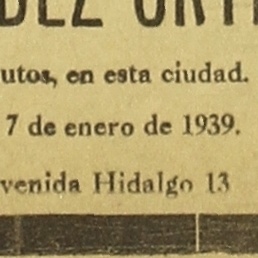 utos, en esta ciudad.
7 de enero de 1939.
venida Hidalgo 13